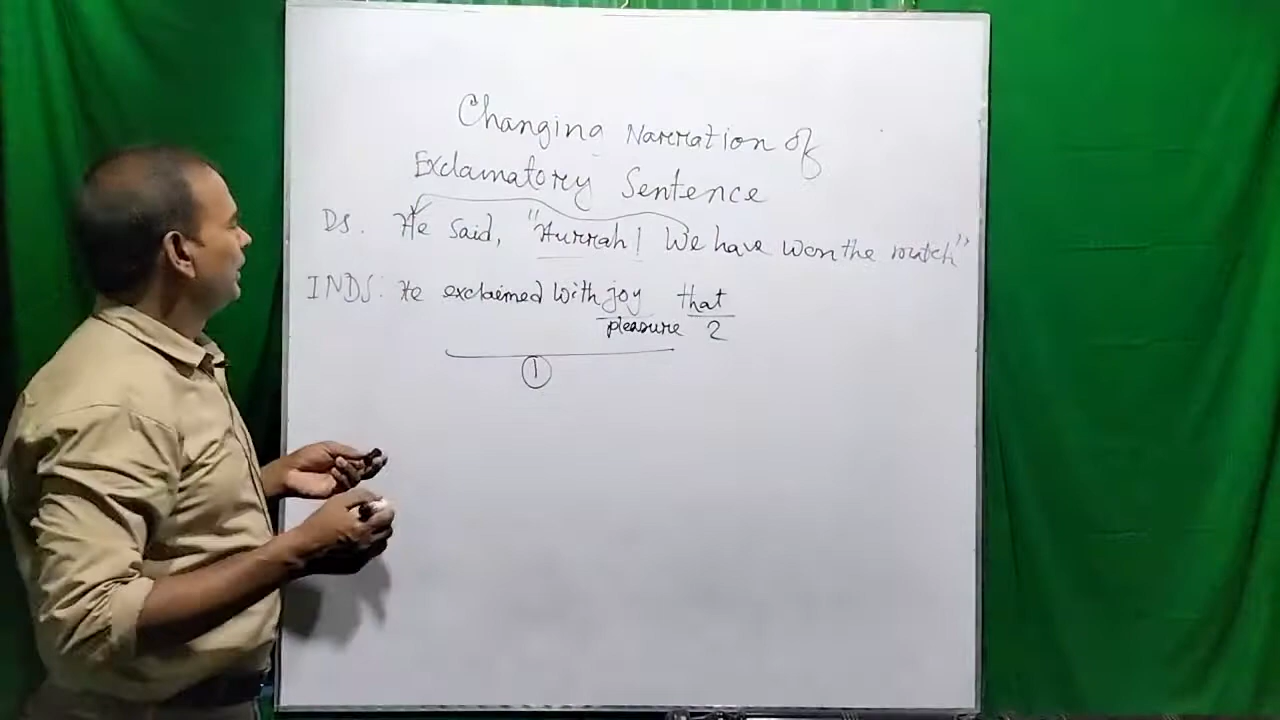 Changing Narration of
Exclamatory Sentence
DS. He said, "Hurrah! We have won the match"
INDS: He exclaimed with joy that
pleasure 2
1